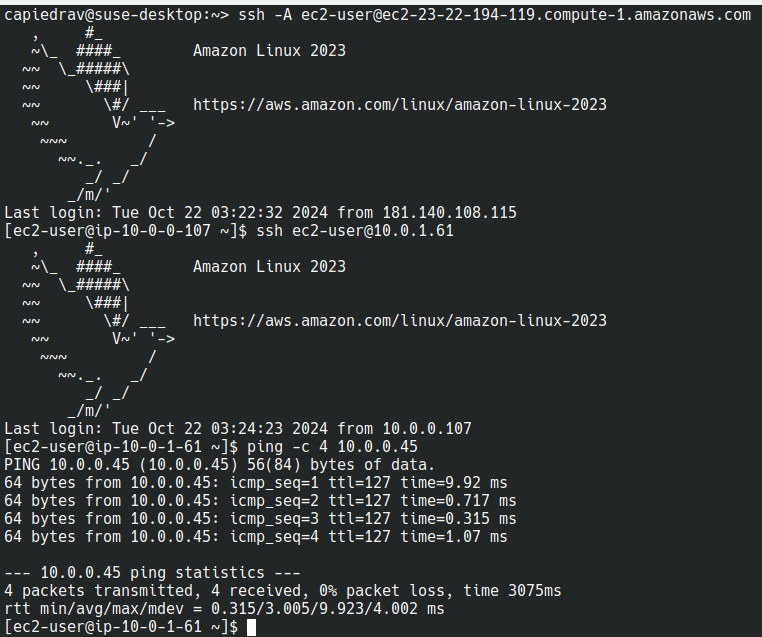 capiedrav@suse-desktop:~> ssh -A ec2-user@ec2-23-22-194-119.compute-1.amazonaws.com
   ,     #_
   ~\_  ####_        Amazon Linux 2023
  ~~  \_#####\
  ~~     \###|
  ~~       \#/ ___   https://aws.amazon.com/linux/amazon-linux-2023
   ~~       V~' '->
    ~~~         /
      ~~._.   _/
         _/ _/
       _/m/'
Last login: Tue Oct 22 03:22:32 2024 from 181.140.108.115
[ec2-user@ip-10-0-0-107 ~]$ ssh ec2-user@10.0.1.61
   ,     #_
   ~\_  ####_        Amazon Linux 2023
  ~~  \_#####\
  ~~     \###|
  ~~       \#/ ___   https://aws.amazon.com/linux/amazon-linux-2023
   ~~       V~' '->
    ~~~         /
      ~~._.   _/
         _/ _/
       _/m/'
Last login: Tue Oct 22 03:24:23 2024 from 10.0.0.107
[ec2-user@ip-10-0-1-61 ~]$ ping -c 4 10.0.0.45
PING 10.0.0.45 (10.0.0.45) 56(84) bytes of data.
64 bytes from 10.0.0.45: icmp_seq=1 ttl=127 time=9.92 ms
64 bytes from 10.0.0.45: icmp_seq=2 ttl=127 time=0.717 ms
64 bytes from 10.0.0.45: icmp_seq=3 ttl=127 time=0.315 ms
64 bytes from 10.0.0.45: icmp_seq=4 ttl=127 time=1.07 ms

--- 10.0.0.45 ping statistics ---
4 packets transmitted, 4 received, 0% packet loss, time 3075ms
rtt min/avg/max/mdev = 0.315/3.005/9.923/4.002 ms
[ec2-user@ip-10-0-1-61 ~]$